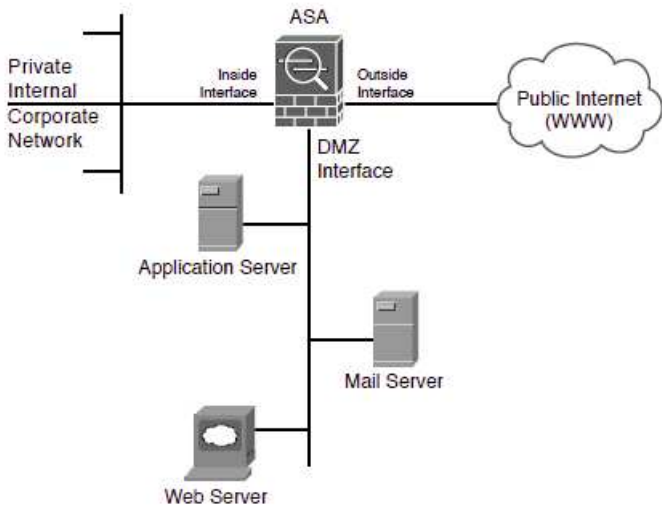 ASA
Private
Internal
Corporate
Network
Inside
Interface
Outside
Interface
Public Internet
(WWW)
DMZ
Interface
Application Server
Mail Server
Web Server